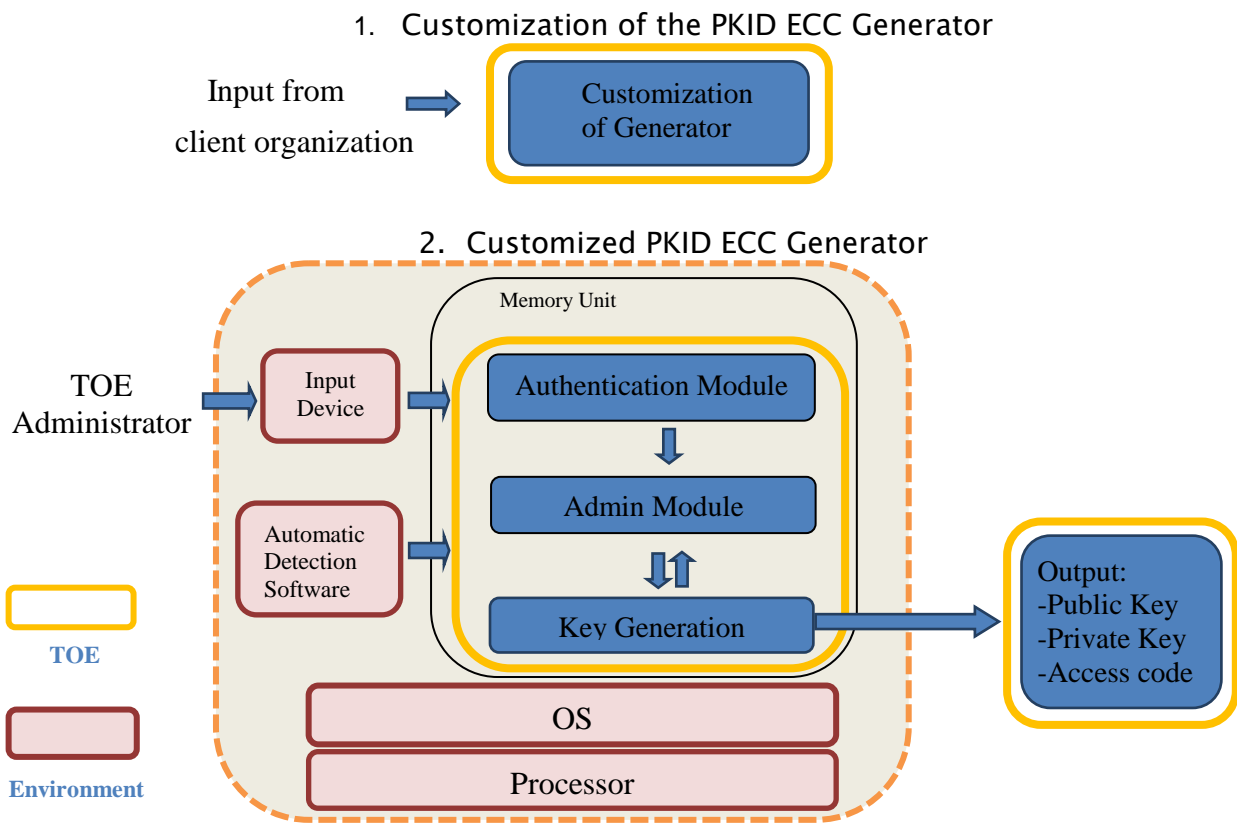 1. Customization of the PKID ECC Generator
Input from
client organization
Customization
of Generator
2. Customized PKID ECC Generator
Memory Unit
TOE
Administrator
Input
Device
Authentication Module
Admin Module
Automatic
Detection
Software
Key Generation
Output:
-Public Key
-Private Key
-Access code
TOE
OS
Processor
Environment